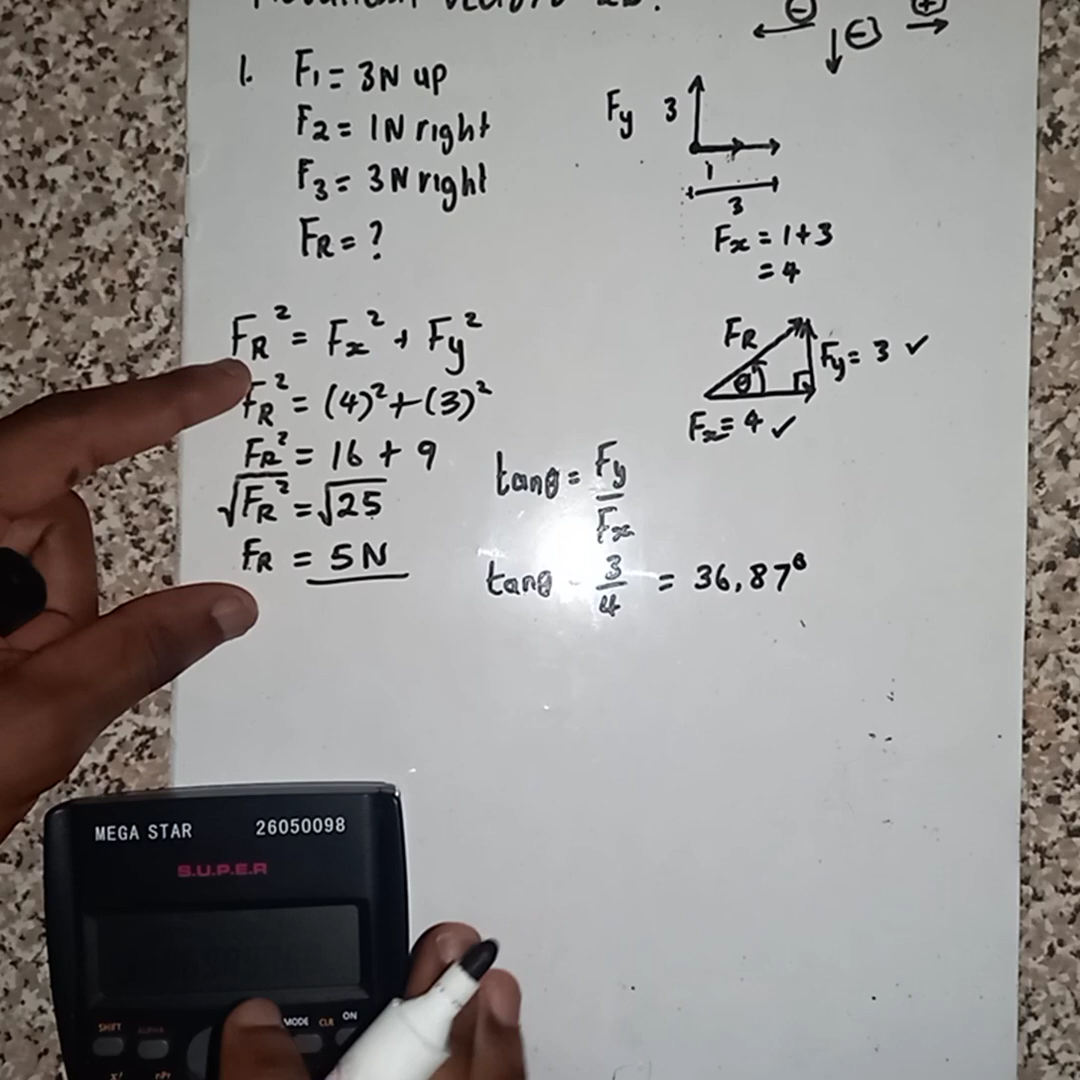 1. F₁ = 3N up
F₂ = 1N right
F₃ = 3N right
F_R = ?
Fy 3
1
3
Fx = 1+3
= 4
F_R² = Fx² + Fy²
F_R² = (4)² + (3)²
F_R² = 16 + 9
√F_R² = √25
F_R = 5N
F_R
θ
Fy = 3 ✓
Fx = 4 ✓
tanθ = Fy/Fx
tanθ = 3/4 = 36,87°
MEGA STAR 26050098
S.U.P.E.R
SHIFT ALPHA MODE CLR ON
x! nPr